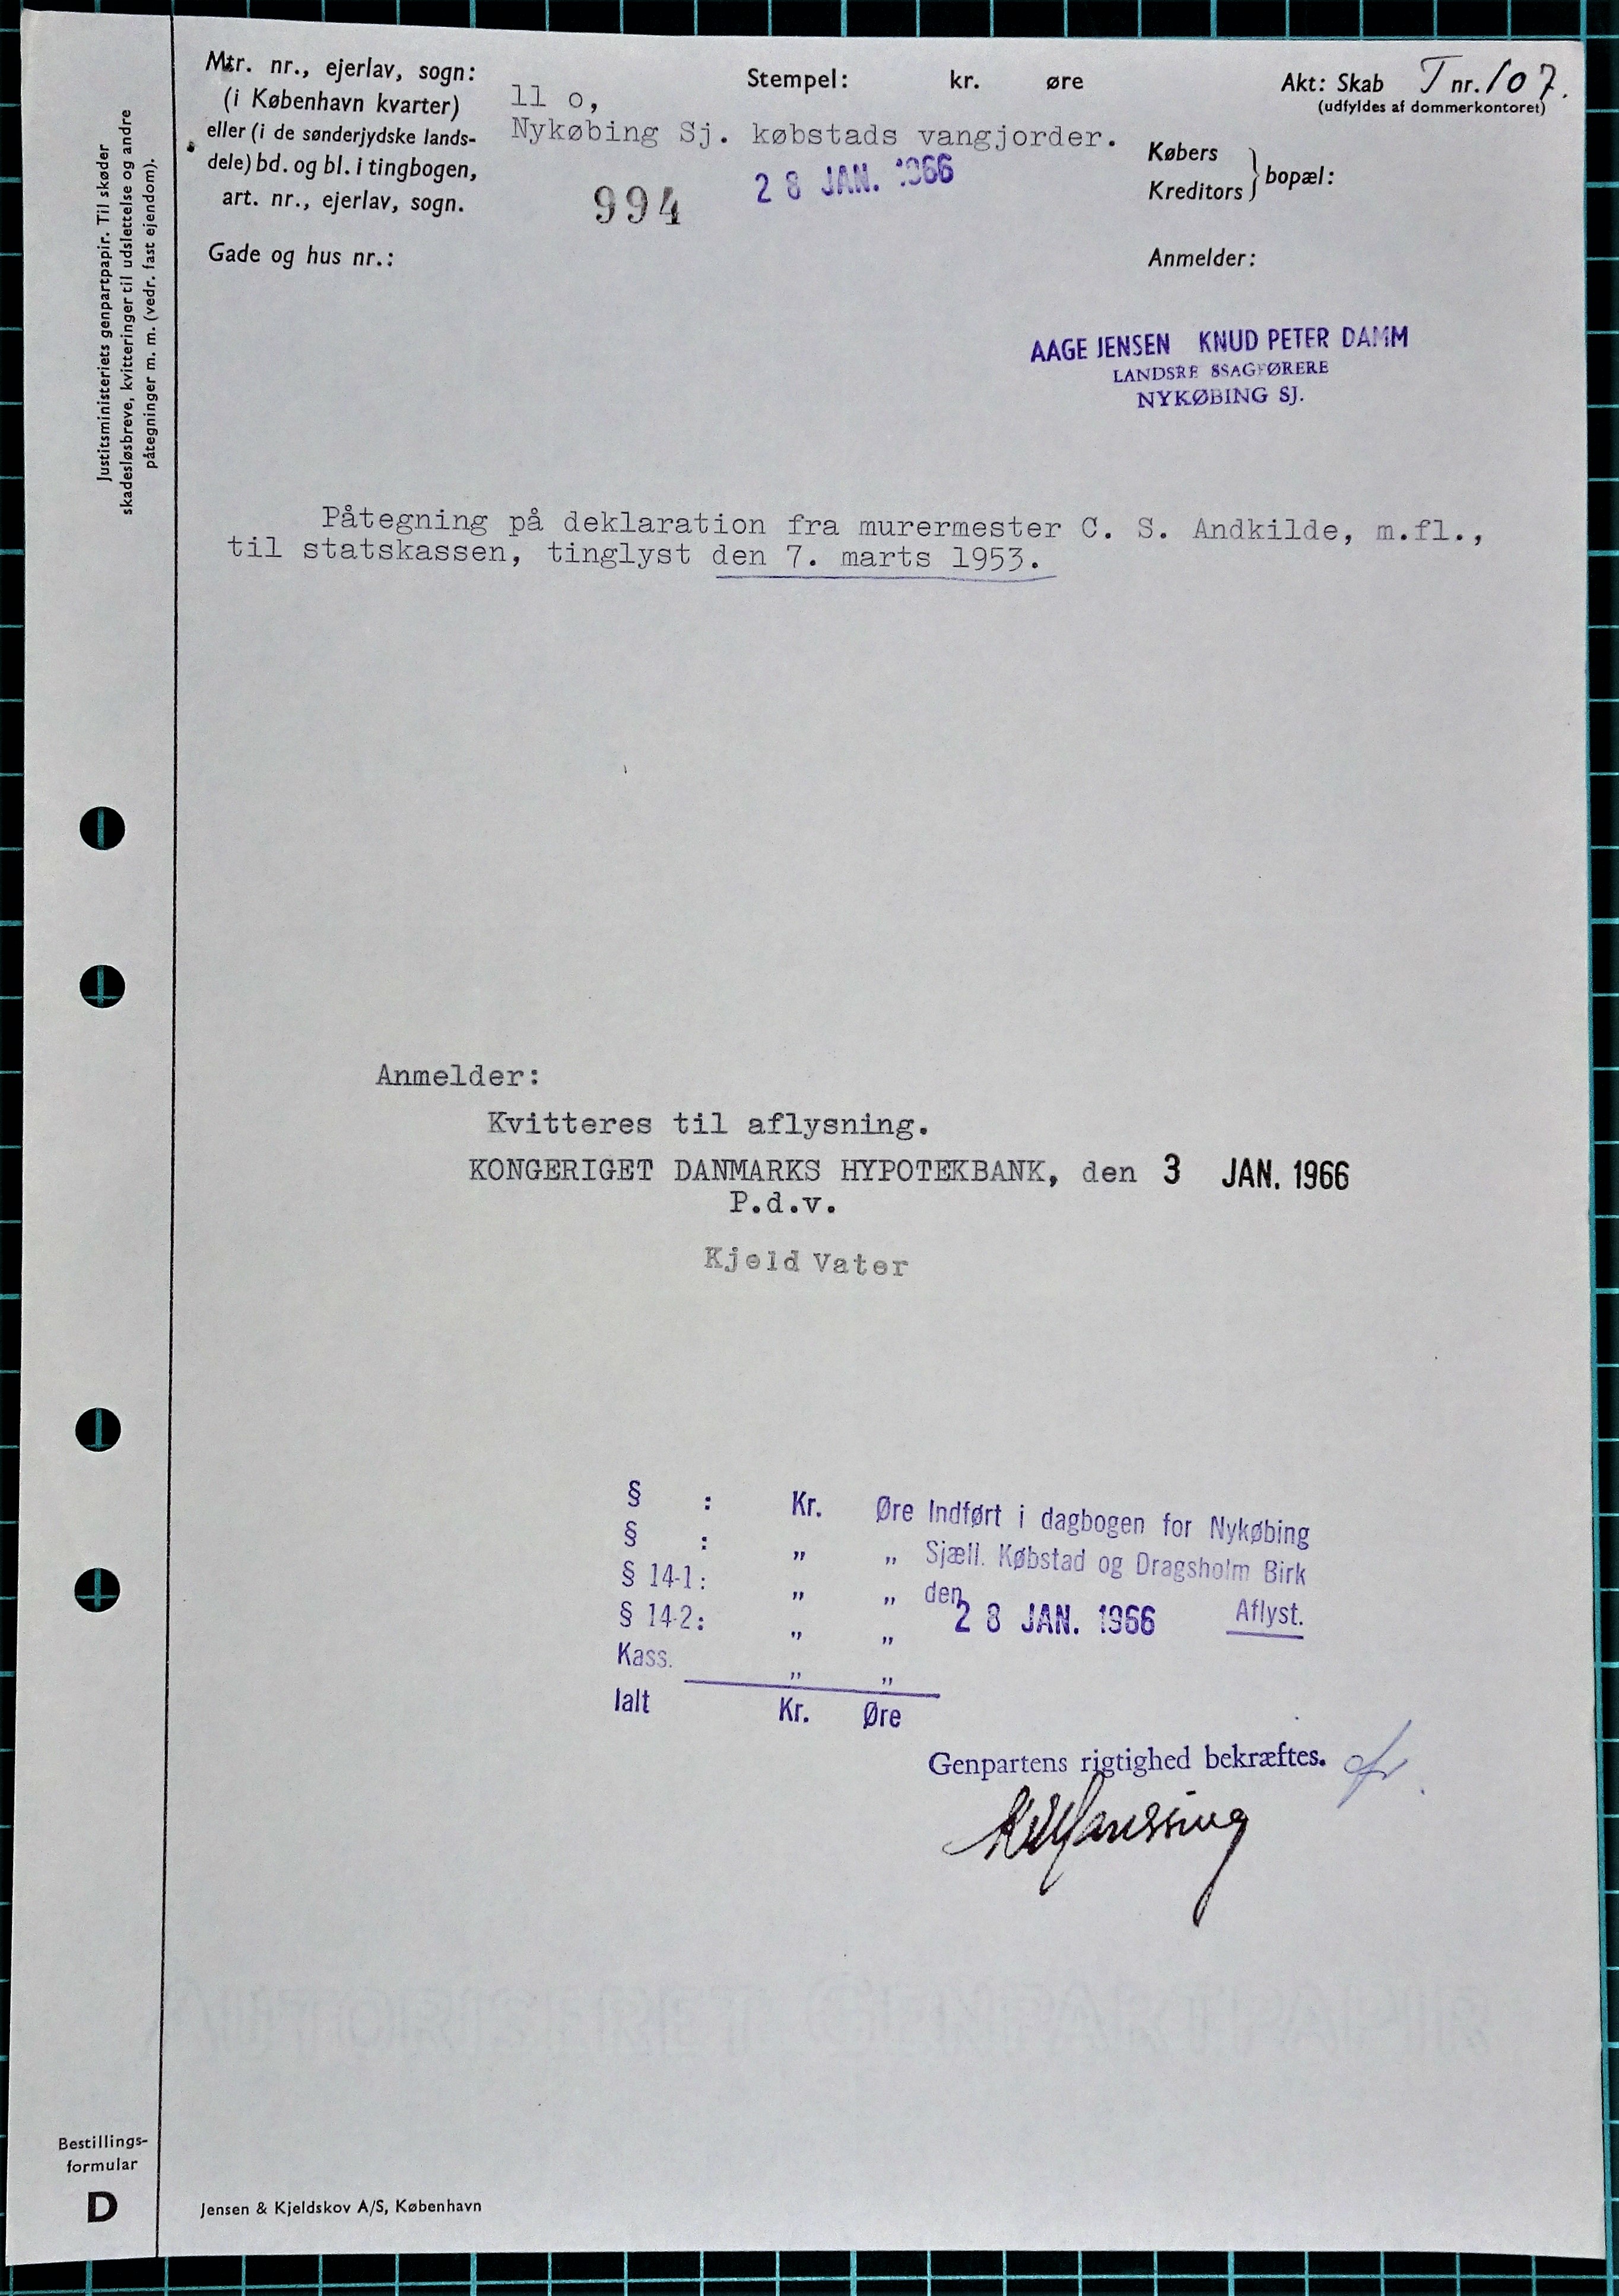 Justitsministeriets genpartpapir. Til skøder
skadesløsbreve, kvitteringer til udslettelse og andre
påtegninger m. m. (vedr. fast ejendom).
Mtr. nr., ejerlav, sogn:
(i København kvarter)
eller (i de sønderjydske lands-
dele) bd. og bl. i tingbogen,
art. nr., ejerlav, sogn.
Gade og hus nr.:
11 o,
Nykøbing Sj. købstads vangjorder.
994
28 JAN. 1966
Stempel: kr. øre
Akt: Skab T nr. 107.
(udfyldes af dommerkontoret)
Købers
Kreditors } bopæl:
Anmelder:
AAGE JENSEN KNUD PETER DAMM
LANDSRE SSAGFØRERE
NYKØBING SJ.
Påtegning på deklaration fra murermester C. S. Andkilde, m.fl.,
til statskassen, tinglyst den 7. marts 1953.
Anmelder:
Kvitteres til aflysning.
KONGERIGET DANMARKS HYPOTEKBANK, den 3 JAN. 1966
P.d.v.
Kjeld Vater
§ : Kr. Øre Indført i dagbogen for Nykøbing
§ : „ „ Sjæll. Købstad og Dragsholm Birk
§ 14-1: „ „ den
§ 14-2: „ „ 28 JAN. 1966 Aflyst.
Kass. „ „
Ialt Kr. Øre
Genpartens rigtighed bekræftes.
AUTORISERET GENPARTPAPIR
Bestillings-
formular
D
Jensen & Kjeldskov A/S, København